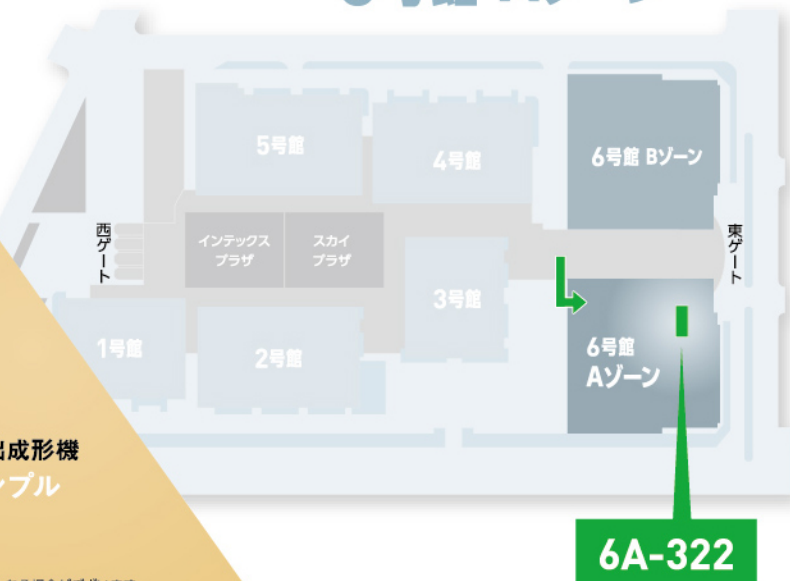 5号館
4号館
6号館 Bゾーン
西ゲート
インテックス
プラザ
スカイ
プラザ
東ゲート
3号館
1号館
2号館
6号館
Aゾーン
成形機
プル
6A-322